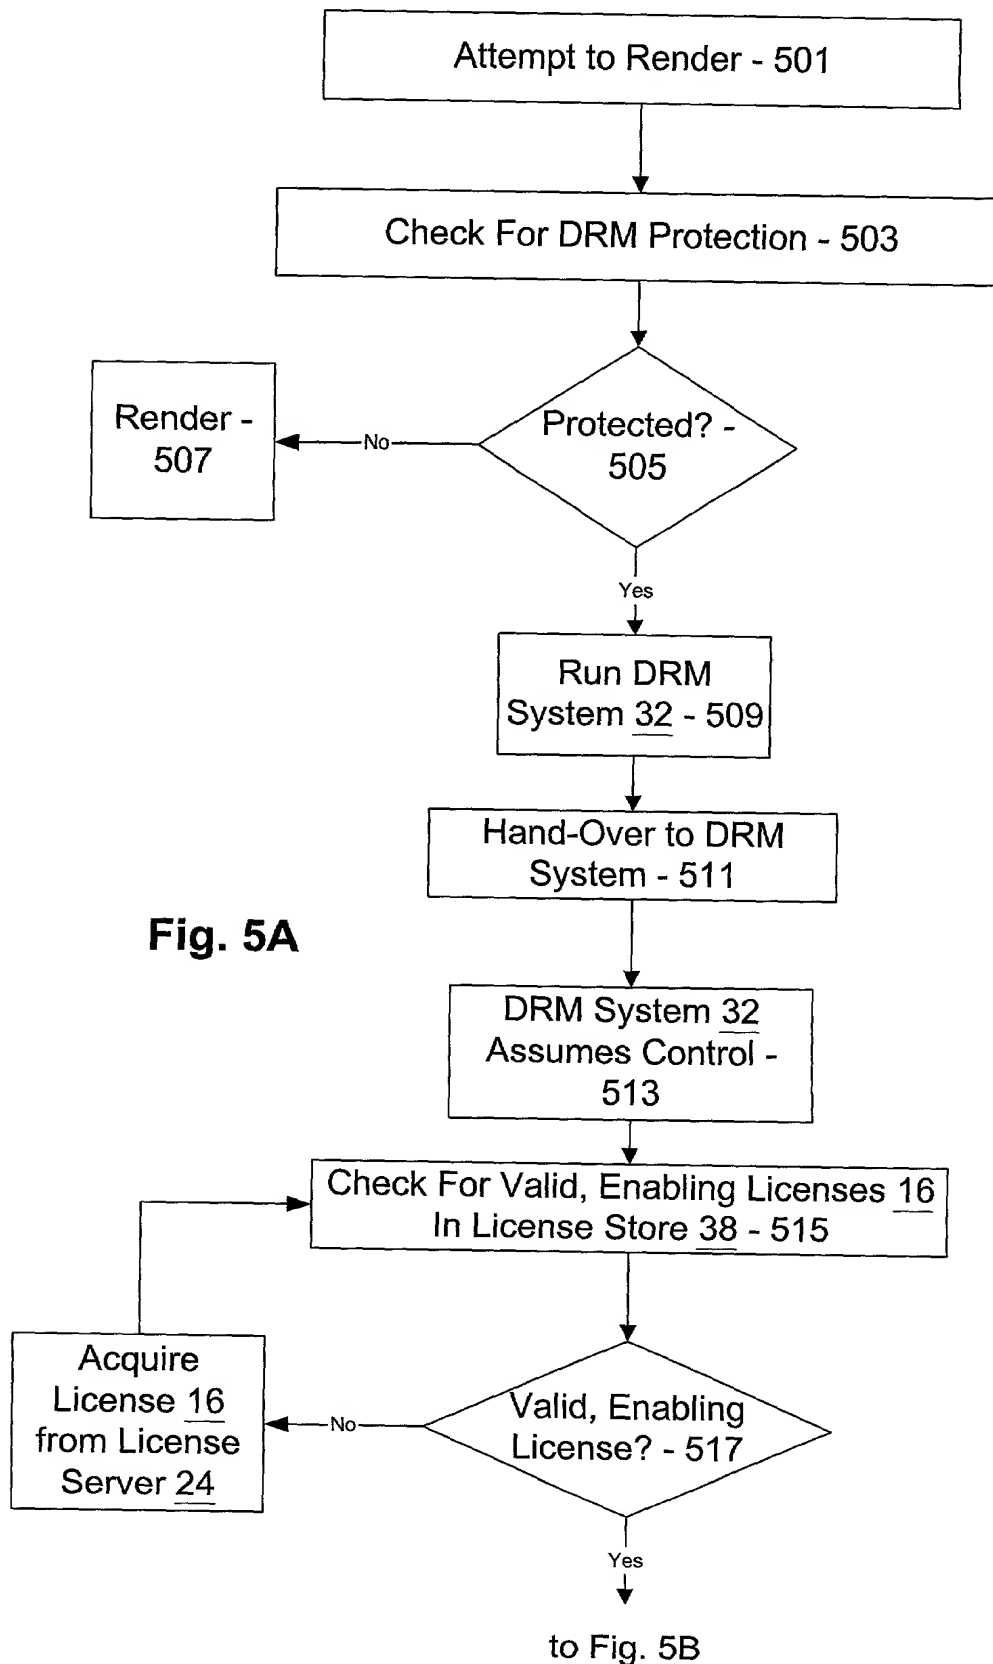 Attempt to Render - 501
Check For DRM Protection - 503
Render -
507
No
Protected? -
505
Yes
Run DRM
System 32 - 509
Hand-Over to DRM
System - 511
Fig. 5A
DRM System 32
Assumes Control -
513
Check For Valid, Enabling Licenses 16
In License Store 38 - 515
Acquire
License 16
from License
Server 24
No
Valid, Enabling
License? - 517
Yes
to Fig. 5B